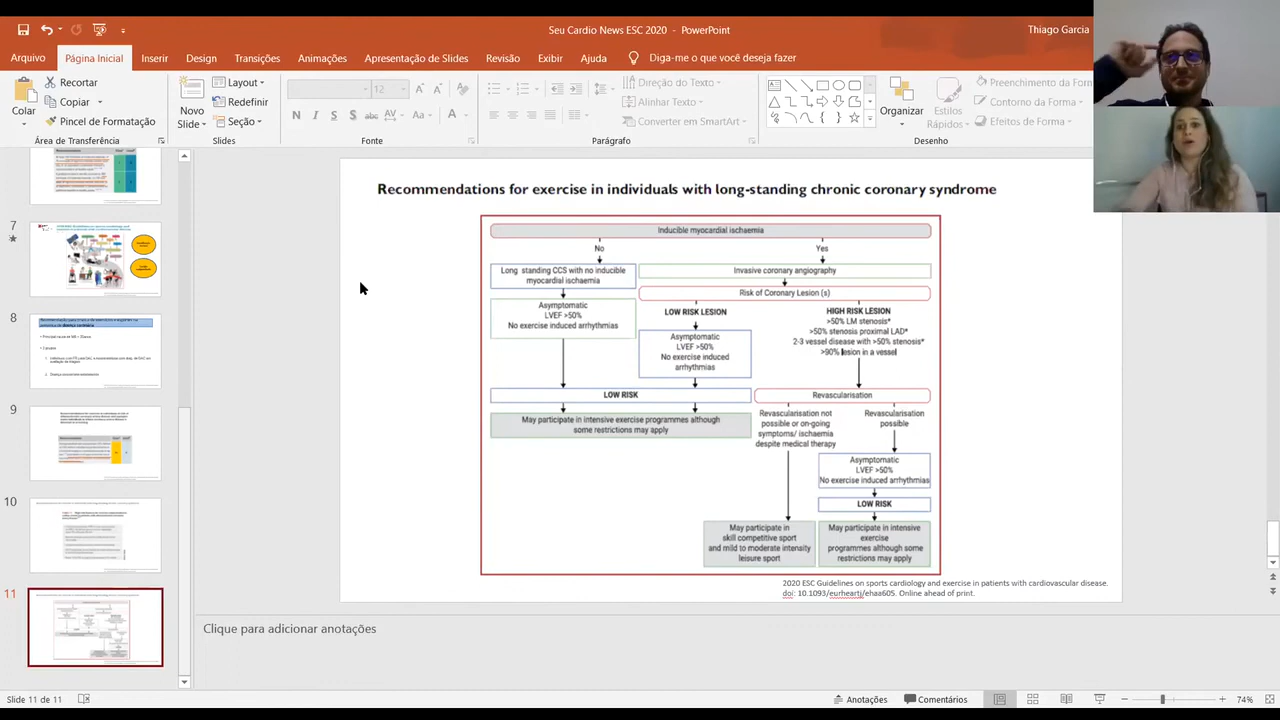 Seu Cardio News ESC 2020 - PowerPoint
Thiago Garcia
Arquivo
Página Inicial
Inserir
Design
Transições
Animações
Apresentação de Slides
Revisão
Exibir
Ajuda
Diga-me o que você deseja fazer
Colar
Recortar
Copiar
Pincel de Formatação
Área de Transferência
Novo
Slide
Layout
Redefinir
Seção
Slides
12
Fonte
Parágrafo
Direção do Texto
Alinhar Texto
Converter em SmartArt
Organizar
Estilos
Rápidos
Preenchimento da Form
Contorno da Forma
Efeitos de Forma
Desenho
7
8
9
10
11
Recommendations for exercise in individuals with long-standing chronic coronary syndrome
Inducible myocardial ischaemia
No
Yes
Long standing CCS with no inducible
myocardial ischaemia
Invasive coronary angiography
Risk of Coronary Lesion (s)
Asymptomatic
LVEF >50%
No exercise induced arrhythmias
LOW RISK LESION
Asymptomatic
LVEF >50%
No exercise induced
arrhythmias
HIGH RISK LESION
>50% LM stenosis*
>50% stenosis proximal LAD*
2-3 vessel disease with >50% stenosis*
>90% lesion in a vessel
LOW RISK
May participate in intensive exercise programmes although
some restrictions may apply
Revascularisation
Revascularisation not
possible or on-going
symptoms/ ischaemia
despite medical therapy
Revascularisation
possible
Asymptomatic
LVEF >50%
No exercise induced arrhythmias
LOW RISK
May participate in
skill competitive sport
and mild to moderate intensity
leisure sport
May participate in intensive
exercise
programmes although some
restrictions may apply
2020 ESC Guidelines on sports cardiology and exercise in patients with cardiovascular disease.
doi: 10.1093/eurheartj/ehaa605. Online ahead of print.
Clique para adicionar anotações
Slide 11 de 11
Anotações
Comentários
74%